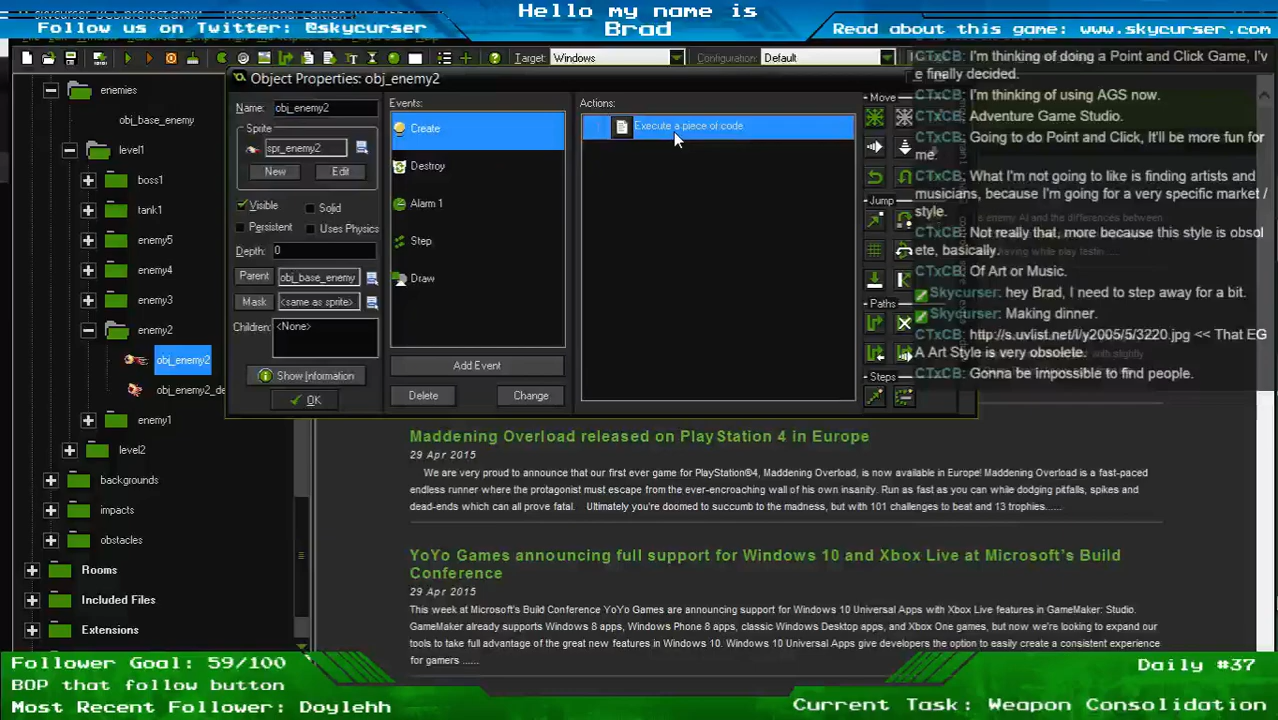 Hello my name is
Brad
Follow us on Twitter: @skycurser
Read about this game: www.skycurser.com
Target:
Windows
Configuration:
Default
Object Properties: obj_enemy2
Name:
obj_enemy2
Sprite
spr_enemy2
New
Edit
Visible
Solid
Persistent
Uses Physics
Depth:
0
Parent
obj_base_enemy
Mask
<same as sprite>
Children:
<None>
Show Information
OK
Events:
Create
Destroy
Alarm 1
Step
Draw
Add Event
Delete
Change
Actions:
Execute a piece of code
Move
Jump
Paths
Steps
enemies
obj_base_enemy
level1
boss1
tank1
enemy5
enemy4
enemy3
enemy2
obj_enemy2
obj_enemy2_de
enemy1
level2
backgrounds
impacts
obstacles
Rooms
Included Files
Extensions
CTxCB: I'm thinking of doing a Point and Click Game, I'v
e finally decided.
CTxCB: I'm thinking of using AGS now.
CTxCB: Adventure Game Studio.
CTxCB: Going to do Point and Click, It'll be more fun for
me.
CTxCB: What I'm not going to like is finding artists and
musicians, because I'm going for a very specific market /
style.
CTxCB: Not really that, more because this style is obsol
ete, basically.
CTxCB: Of Art or Music.
Skycurser: hey Brad, I need to step away for a bit.
Skycurser: Making dinner.
CTxCB: http://s.uvlist.net/l/y2005/5/3220.jpg << That EG
A Art Style is very obsolete.
CTxCB: Gonna be impossible to find people.
Maddening Overload released on PlayStation 4 in Europe
29 Apr 2015
We are very proud to announce that our first ever game for PlayStation®4, Maddening Overload, is now available in Europe! Maddening Overload is a fast-paced
endless runner where the protagonist must escape from the ever-encroaching wall of his own insanity. Run as fast as you can while dodging pitfalls, spikes and
dead-ends which can all prove fatal. Ultimately you're doomed to succumb to the madness, but with 101 challenges to beat and 13 trophies......
YoYo Games announcing full support for Windows 10 and Xbox Live at Microsoft's Build
Conference
29 Apr 2015
This week at Microsoft's Build Conference YoYo Games are announcing support for Windows 10 Universal Apps with Xbox Live features in GameMaker: Studio.
GameMaker already supports Windows 8 apps, Windows Phone 8 apps, classic Windows Desktop apps, and Xbox One games, but now we're looking to expand our
tools to take full advantage of the great new features in Windows 10. Windows 10 Universal Apps give developers the option to easily create a consistent experience
for gamers ......
Follower Goal: 59/100
BOP that follow button
Most Recent Follower: Doylehh
Daily #37
Current Task: Weapon Consolidation